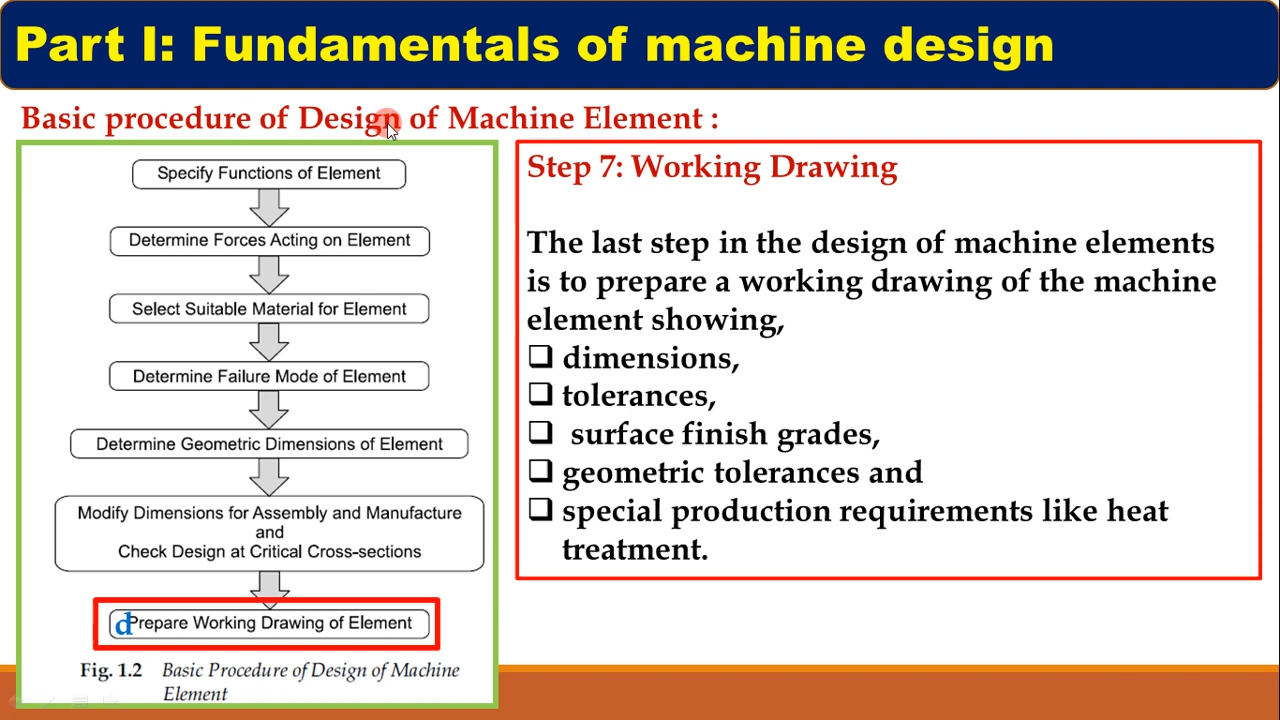 Part I: Fundamentals of machine design
Basic procedure of Design of Machine Element :
Specify Functions of Element
Determine Forces Acting on Element
Select Suitable Material for Element
Determine Failure Mode of Element
Determine Geometric Dimensions of Element
Modify Dimensions for Assembly and Manufacture
and
Check Design at Critical Cross-sections
d
Prepare Working Drawing of Element
Fig. 1.2 Basic Procedure of Design of Machine
Element
Step 7: Working Drawing
The last step in the design of machine elements
is to prepare a working drawing of the machine
element showing,
❑ dimensions,
❑ tolerances,
❑ surface finish grades,
❑ geometric tolerances and
❑ special production requirements like heat
treatment.